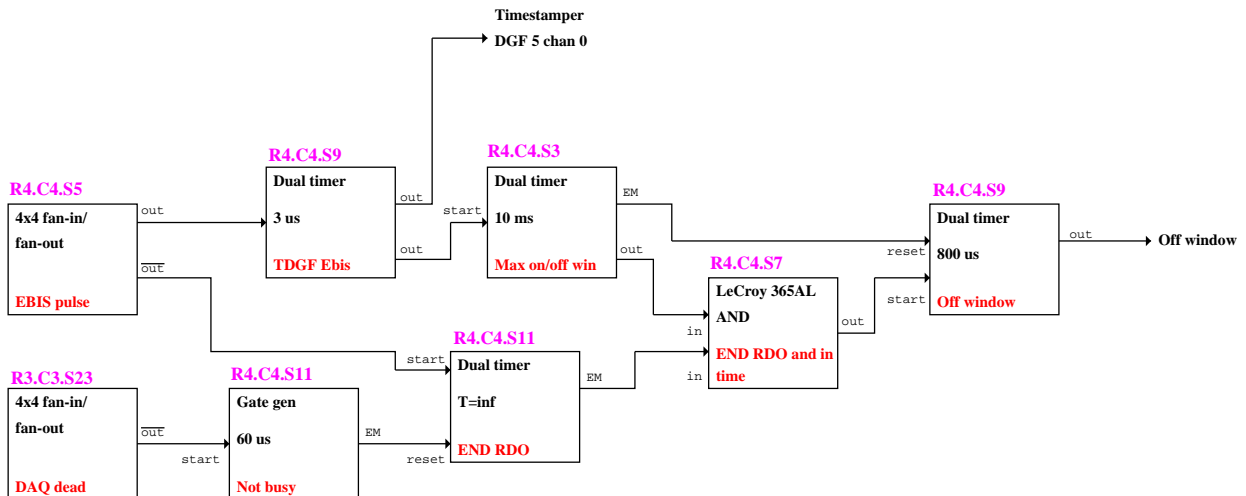 Timestamper
DGF 5 chan 0
R4.C4.S5
4x4 fan-in/
fan-out
EBIS pulse
out
out
R4.C4.S9
Dual timer
3 us
TDGF Ebis
out
out
start
R4.C4.S3
Dual timer
10 ms
Max on/off win
EM
out
R4.C4.S7
LeCroy 365AL
AND
END RDO and in
time
in
in
out
R4.C4.S9
Dual timer
800 us
Off window
reset
start
out
Off window
R3.C3.S23
4x4 fan-in/
fan-out
DAQ dead
out
start
R4.C4.S11
Gate gen
60 us
Not busy
EM
reset
start
R4.C4.S11
Dual timer
T=inf
END RDO
EM